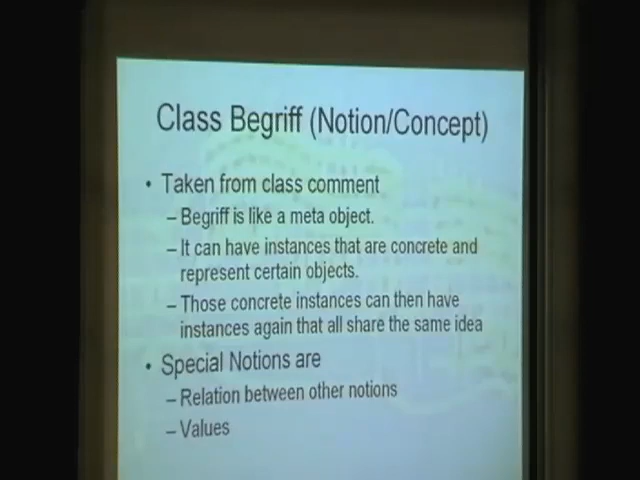 Class Begriff (Notion/Concept)
• Taken from class comment
– Begriff is like a meta object.
– It can have instances that are concrete and
represent certain objects.
– Those concrete instances can then have
instances again that all share the same idea
• Special Notions are
– Relation between other notions
– Values